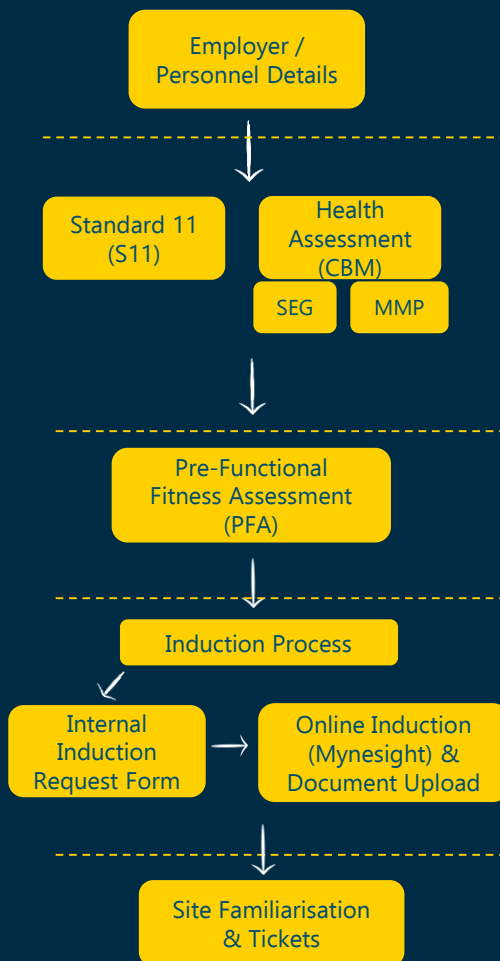 Employer /
Personnel Details
Standard 11
(S11)
Health
Assessment
(CBM)
SEG
MMP
Pre-Functional
Fitness Assessment
(PFA)
Induction Process
Internal
Induction
Request Form
Online Induction
(Mynesight) &
Document Upload
Site Familiarisation
& Tickets